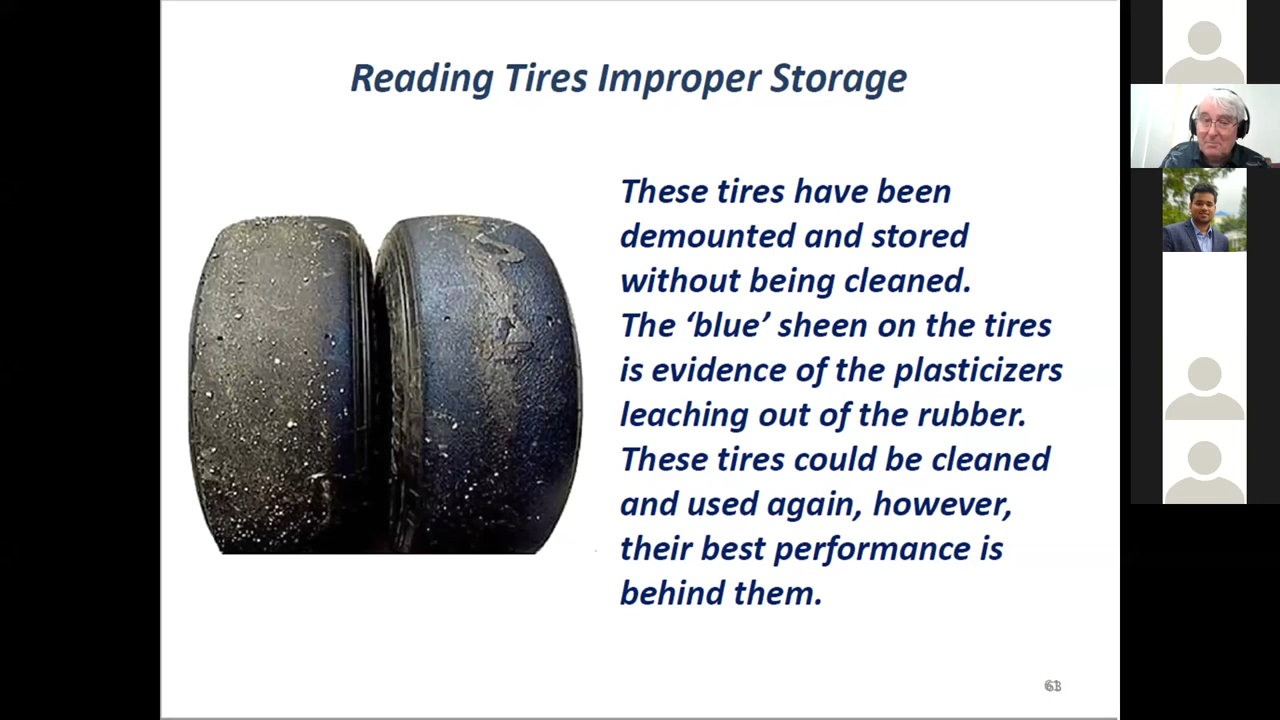 Reading Tires Improper Storage
These tires have been
demounted and stored
without being cleaned.
The ‘blue’ sheen on the tires
is evidence of the plasticizers
leaching out of the rubber.
These tires could be cleaned
and used again, however,
their best performance is
behind them.